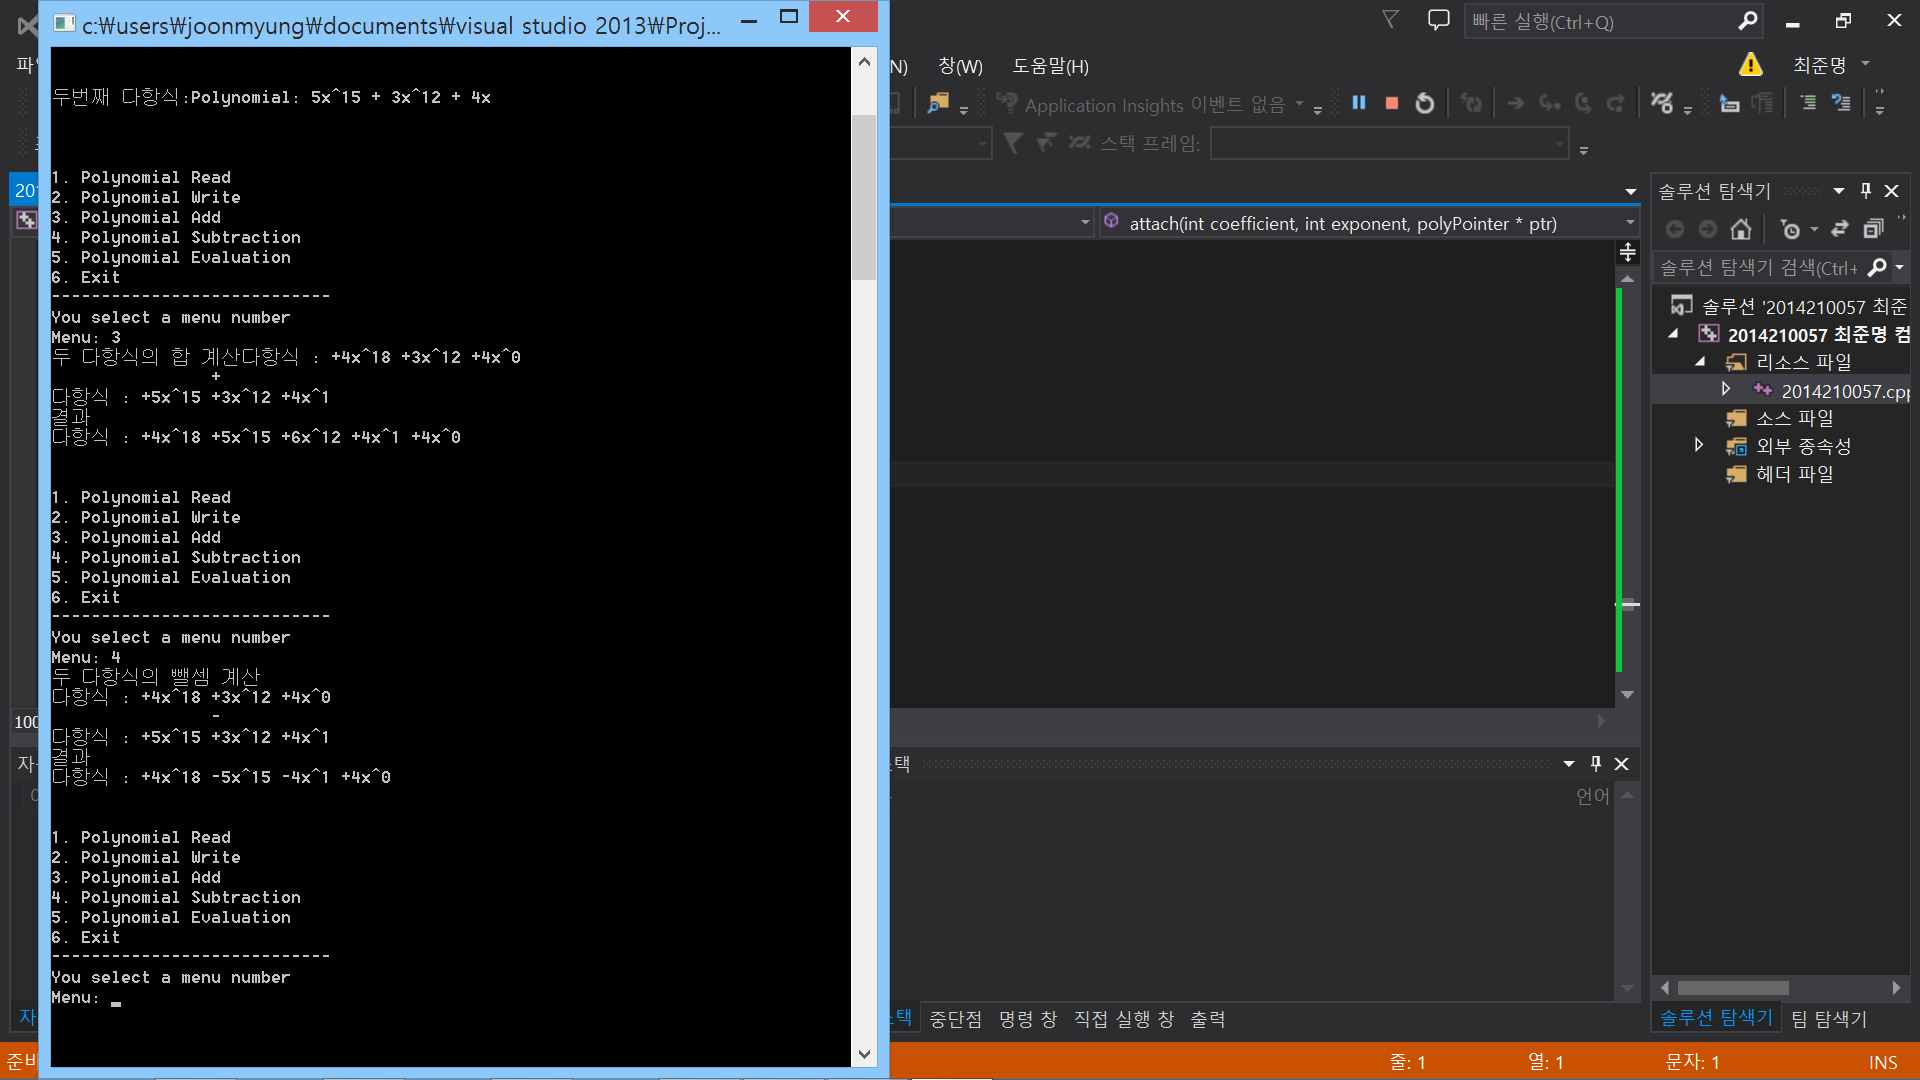 c:\users\joonmyung\documents\visual studio 2013\Proj...
두번째 다항식:Polynomial: 5x^15 + 3x^12 + 4x
1. Polynomial Read
2. Polynomial Write
3. Polynomial Add
4. Polynomial Subtraction
5. Polynomial Evaluation
6. Exit
----------------------------
You select a menu number
Menu: 3
두 다항식의 합 계산다항식 : +4x^18 +3x^12 +4x^0
+
다항식 : +5x^15 +3x^12 +4x^1
결과
다항식 : +4x^18 +5x^15 +6x^12 +4x^1 +4x^0
1. Polynomial Read
2. Polynomial Write
3. Polynomial Add
4. Polynomial Subtraction
5. Polynomial Evaluation
6. Exit
----------------------------
You select a menu number
Menu: 4
두 다항식의 뺄셈 계산
다항식 : +4x^18 +3x^12 +4x^0
-
다항식 : +5x^15 +3x^12 +4x^1
결과
다항식 : +4x^18 -5x^15 -4x^1 +4x^0
1. Polynomial Read
2. Polynomial Write
3. Polynomial Add
4. Polynomial Subtraction
5. Polynomial Evaluation
6. Exit
----------------------------
You select a menu number
Menu: _
빠른 실행(Ctrl+Q)
N) 창(W) 도움말(H)
최준명
Application Insights 이벤트 없음
스택 프레임:
201
attach(int coefficient, int exponent, polyPointer * ptr)
100
택
언어
택 중단점 명령 창 직접 실행 창 출력
솔루션 탐색기
솔루션 탐색기 검색(Ctrl+
솔루션 '2014210057 최준
2014210057 최준명 컴
리소스 파일
2014210057.cpp
소스 파일
외부 종속성
헤더 파일
솔루션 탐색기 팀 탐색기
준비 줄: 1 열: 1 문자: 1 INS